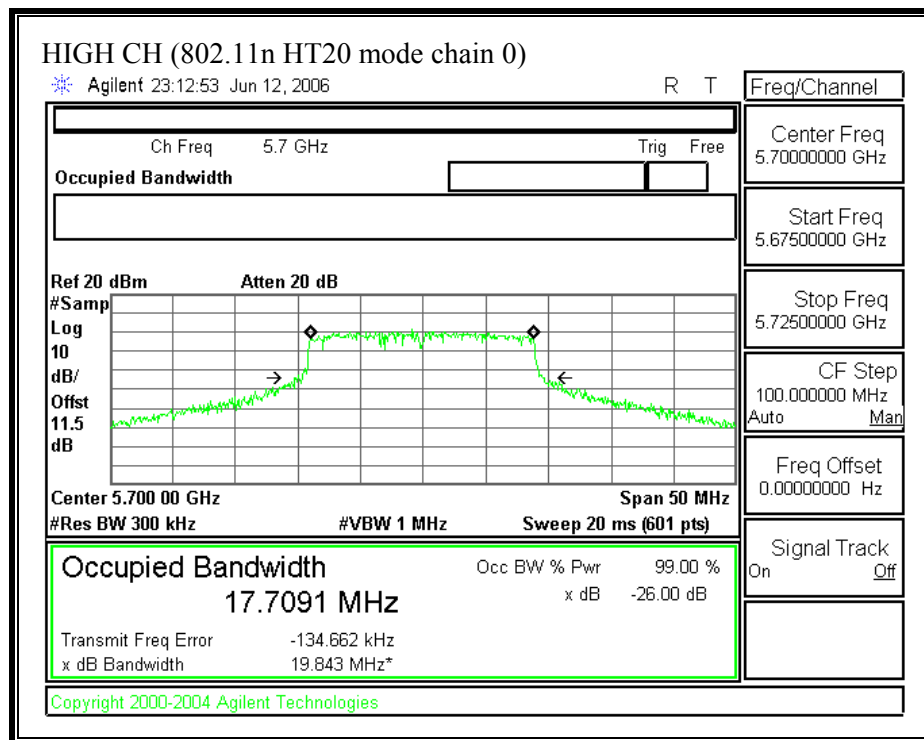 HIGH CH (802.11n HT20 mode chain 0)
Agilent 23:12:53 Jun 12, 2006 R T
Freq/Channel
Ch Freq 5.7 GHz Trig Free
Occupied Bandwidth
Center Freq
5.70000000 GHz
Start Freq
5.67500000 GHz
Stop Freq
5.72500000 GHz
CF Step
100.000000 MHz
Auto Man
Freq Offset
0.00000000 Hz
Signal Track
On Off
Ref 20 dBm Atten 20 dB
#Samp
Log
10
dB/
Offst
11.5
dB
Center 5.700 00 GHz Span 50 MHz
#Res BW 300 kHz #VBW 1 MHz Sweep 20 ms (601 pts)
Occupied Bandwidth
17.7091 MHz
Occ BW % Pwr 99.00 %
x dB -26.00 dB
Transmit Freq Error -134.662 kHz
x dB Bandwidth 19.843 MHz*
Copyright 2000-2004 Agilent Technologies